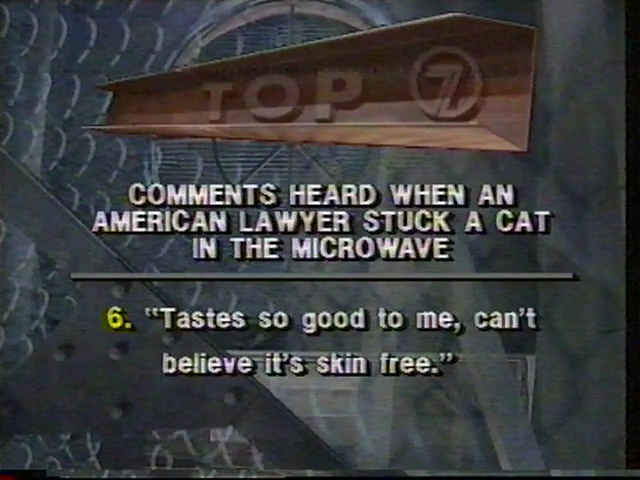 TOP 7
COMMENTS HEARD WHEN AN
AMERICAN LAWYER STUCK A CAT
IN THE MICROWAVE
6. “Tastes so good to me, can't
believe it's skin free.”